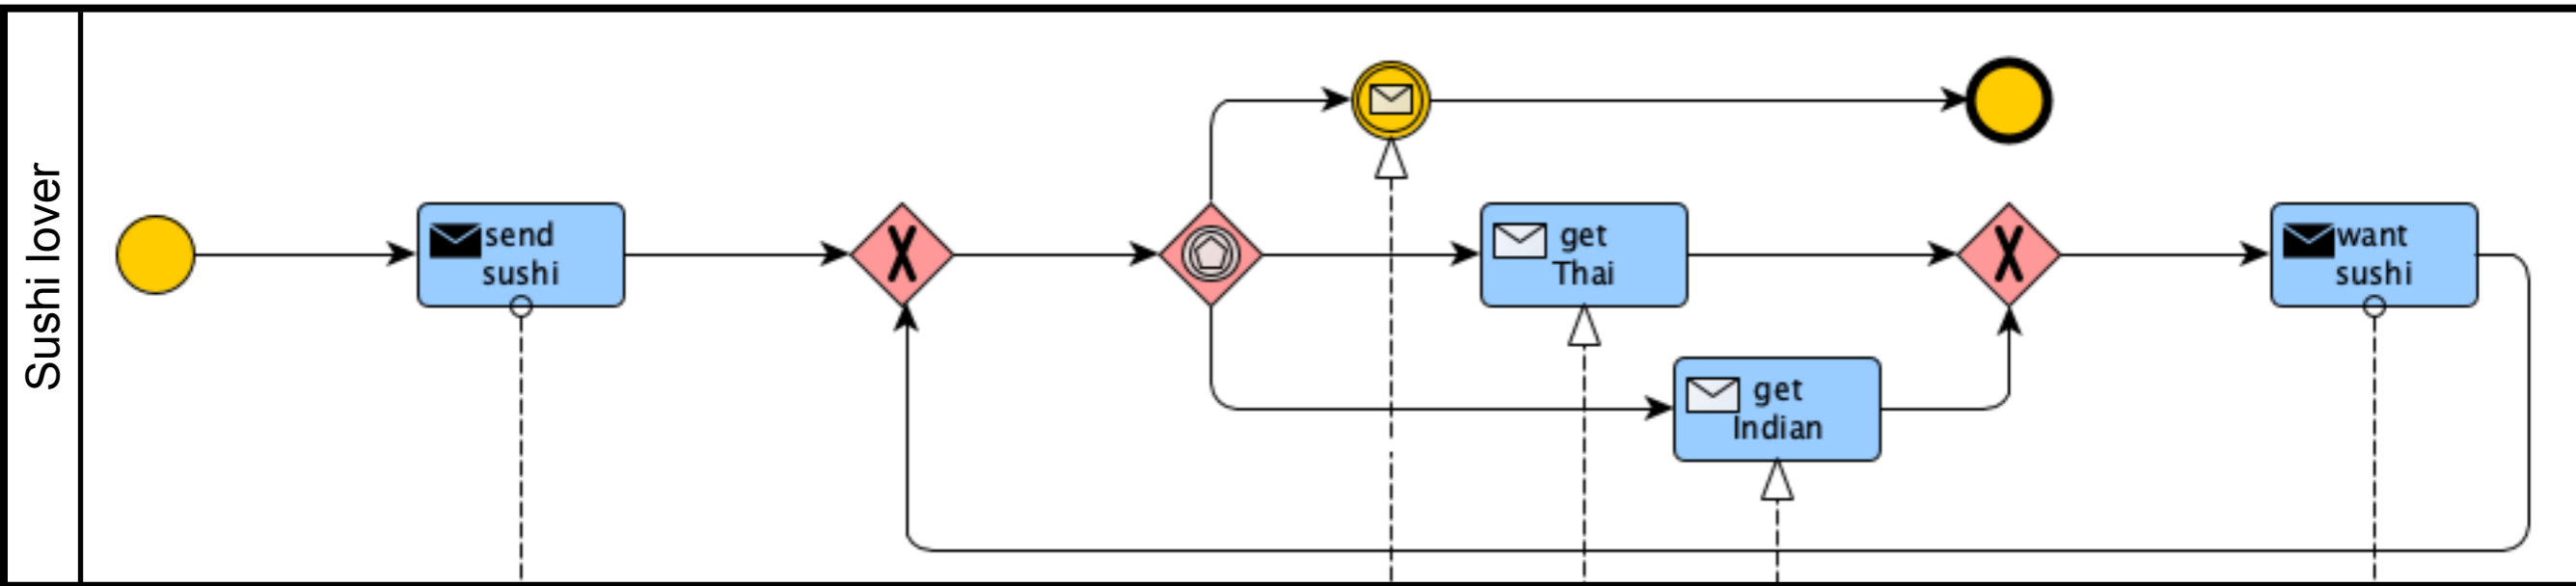 Sushi lover
send
sushi
get
Thai
get
Indian
want
sushi